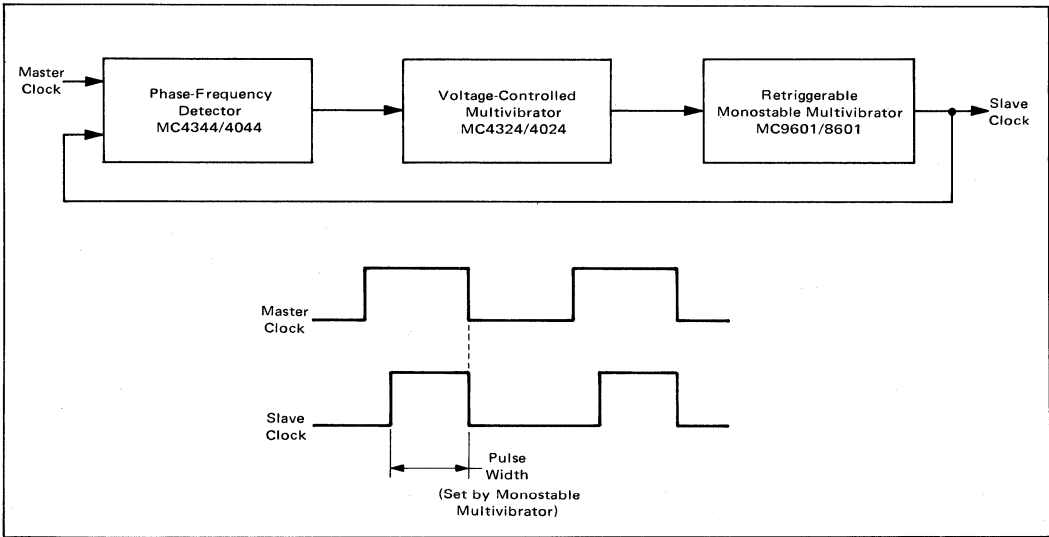 Master
Clock
Phase-Frequency
Detector
MC4344/4044
Voltage-Controlled
Multivibrator
MC4324/4024
Retriggerable
Monostable Multivibrator
MC9601/8601
Slave
Clock
Master
Clock
Slave
Clock
Pulse
Width
(Set by Monostable
Multivibrator)